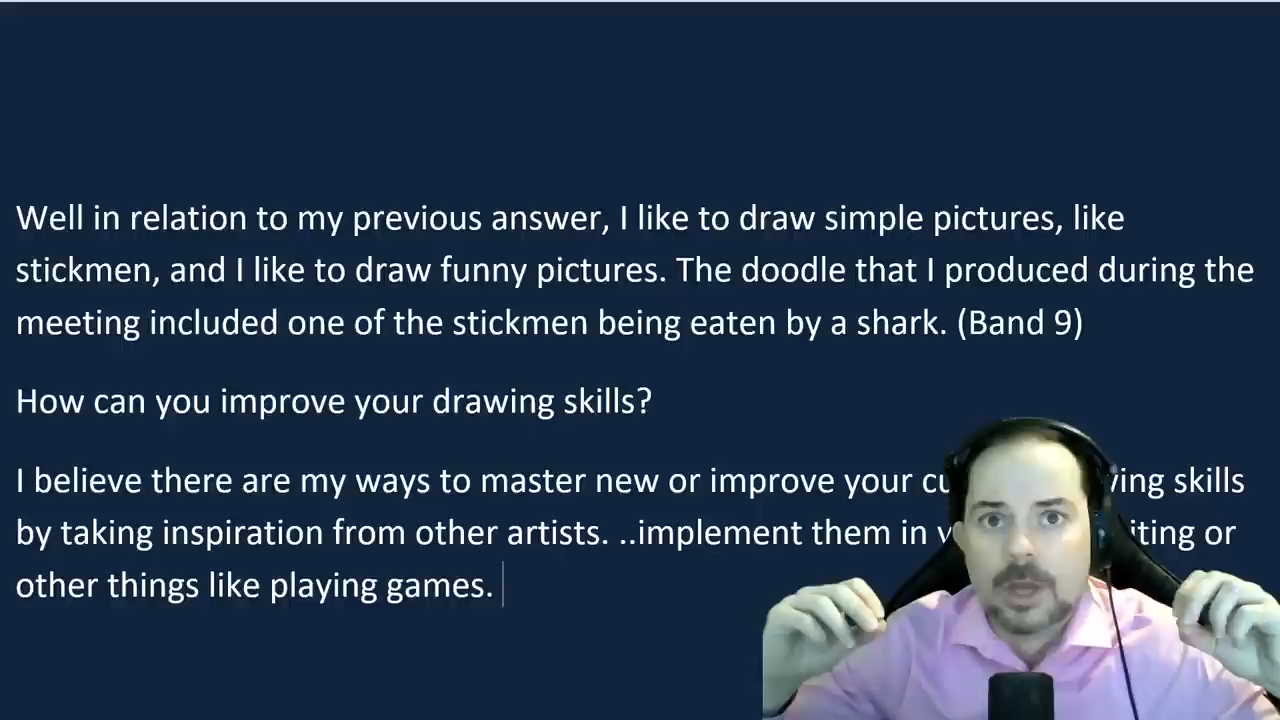 Well in relation to my previous answer, I like to draw simple pictures, like
stickmen, and I like to draw funny pictures. The doodle that I produced during the
meeting included one of the stickmen being eaten by a shark. (Band 9)
How can you improve your drawing skills?
I believe there are my ways to master new or improve your skills
by taking inspiration from other artists. ..implement them in or
other things like playing games.